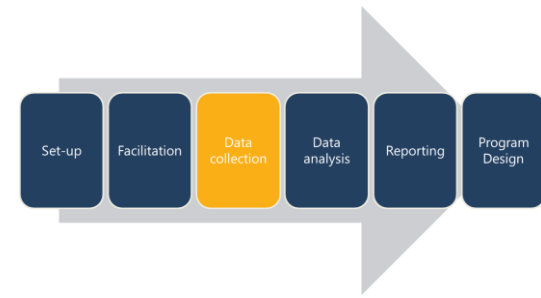 Set-up
Facilitation
Data
collection
Data
analysis
Reporting
Program
Design